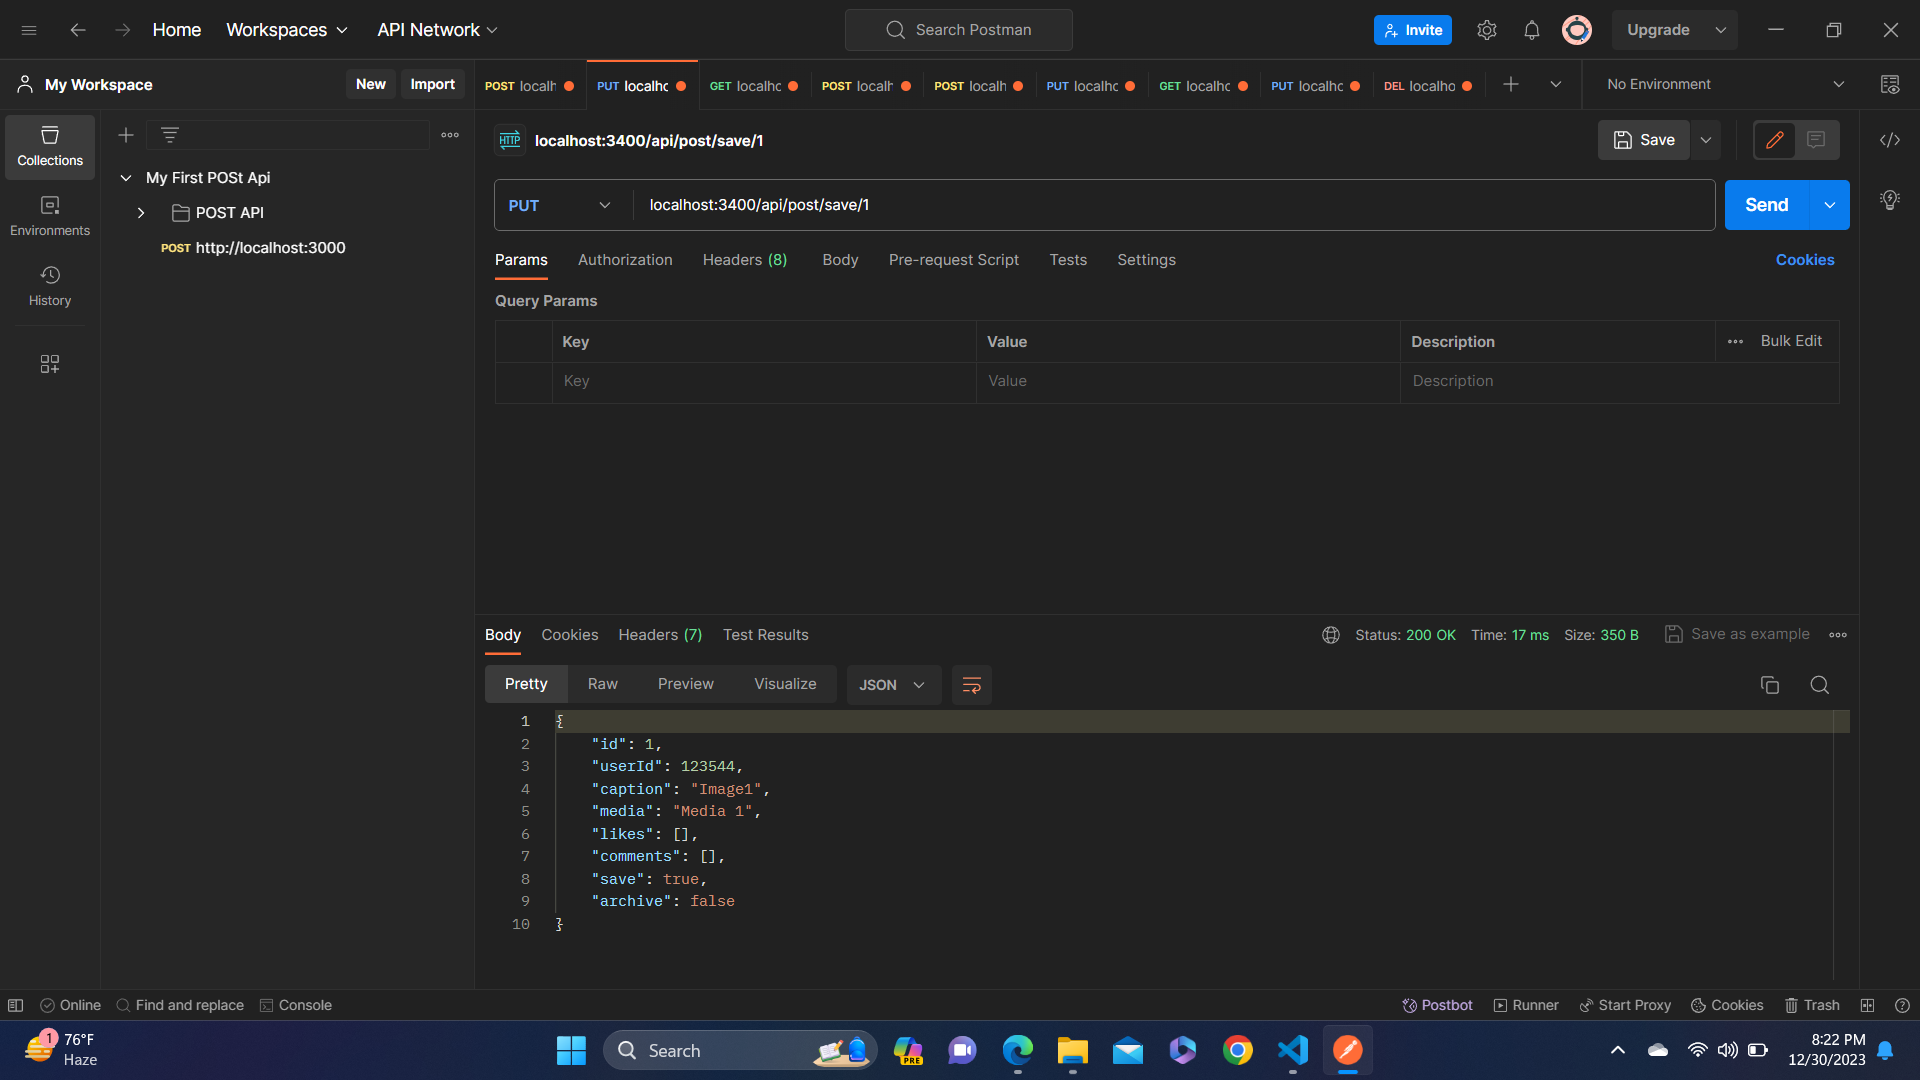 Home Workspaces API Network Search Postman Invite Upgrade
My Workspace New Import POST localh PUT localhc GET localhc POST localh POST localh PUT localhc GET localhc PUT localhc DEL localho No Environment
Collections
Environments
History
My First POSt Api
POST API
POST http://localhost:3000
HTTP localhost:3400/api/post/save/1 Save
PUT localhost:3400/api/post/save/1 Send
Params Authorization Headers (8) Body Pre-request Script Tests Settings Cookies
Query Params
Key Value Description Bulk Edit
Key Value Description
Body Cookies Headers (7) Test Results Status: 200 OK Time: 17 ms Size: 350 B Save as example
Pretty Raw Preview Visualize JSON
1 {
2 "id": 1,
3 "userId": 123544,
4 "caption": "Image1",
5 "media": "Media 1",
6 "likes": [],
7 "comments": [],
8 "save": true,
9 "archive": false
10 }
Online Find and replace Console Postbot Runner Start Proxy Cookies Trash
1 76°F
Haze
Search
PRE
8:22 PM
12/30/2023